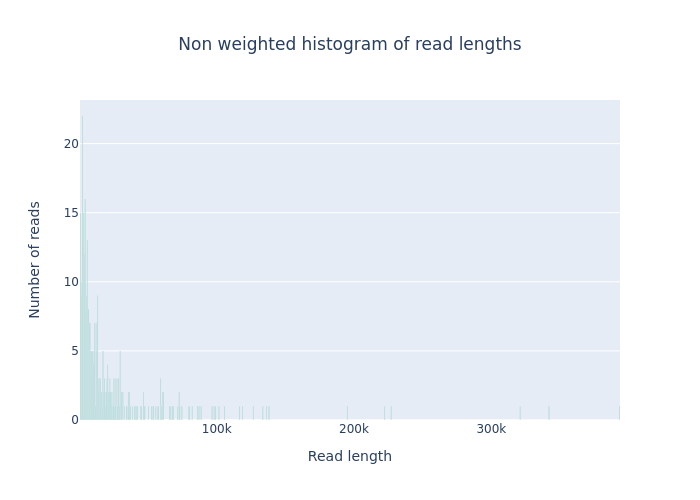 Non weighted histogram of read lengths
Number of reads
20
15
10
5
0
100k
200k
300k
Read length